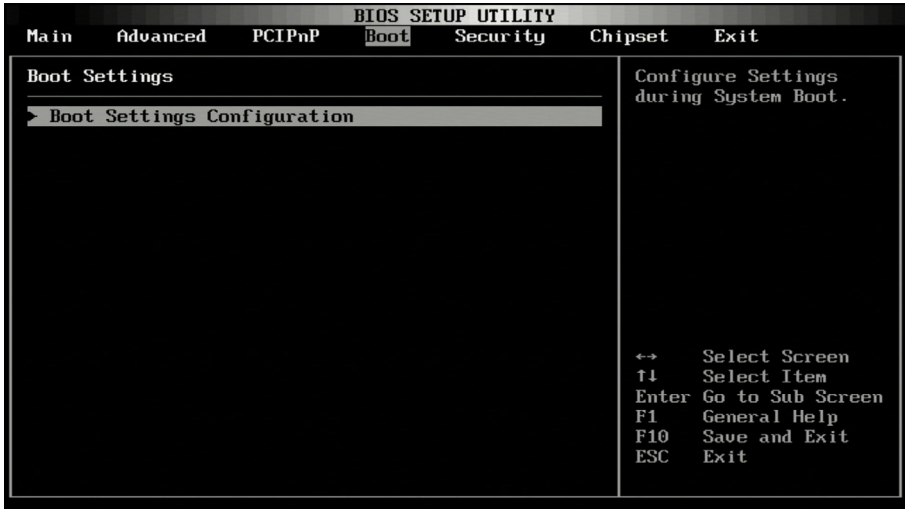 BIOS SETUP UTILITY
Main Advanced PCIPnP Boot Security Chipset Exit
Boot Settings
▶ Boot Settings Configuration
Configure Settings
during System Boot.
←→ Select Screen
↑↓ Select Item
Enter Go to Sub Screen
F1 General Help
F10 Save and Exit
ESC Exit